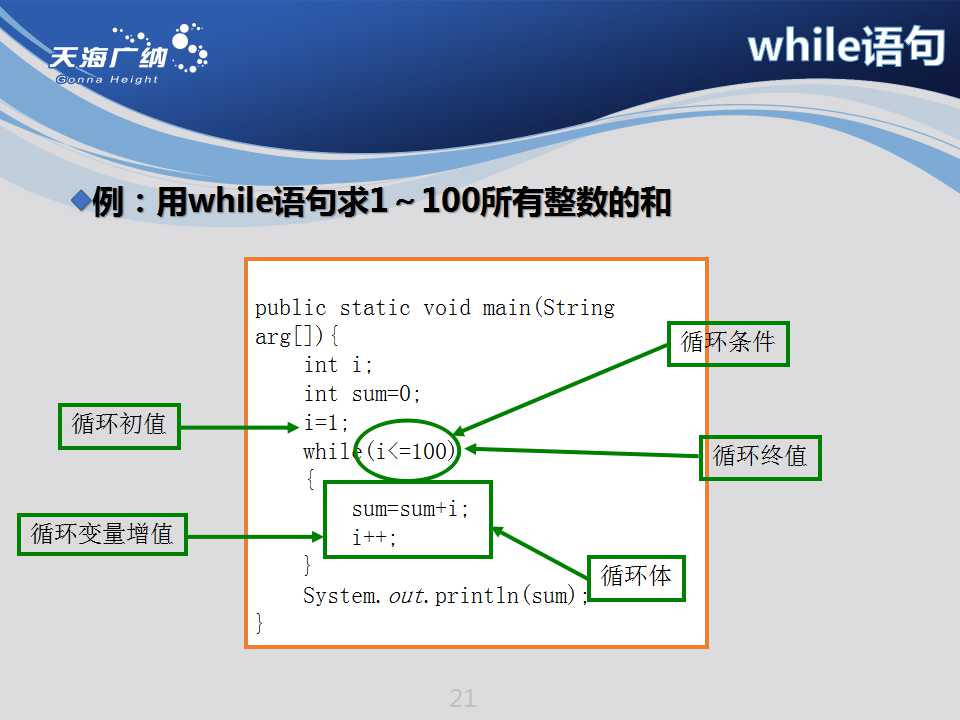 天海广纳
Gonna Height
while语句
例：用while语句求1～100所有整数的和
public static void main(String
arg[]){
int i;
int sum=0;
i=1;
while(i<=100)
{
sum=sum+i;
i++;
}
System.out.println(sum);
}
循环条件
循环初值
循环终值
循环变量增值
循环体
21